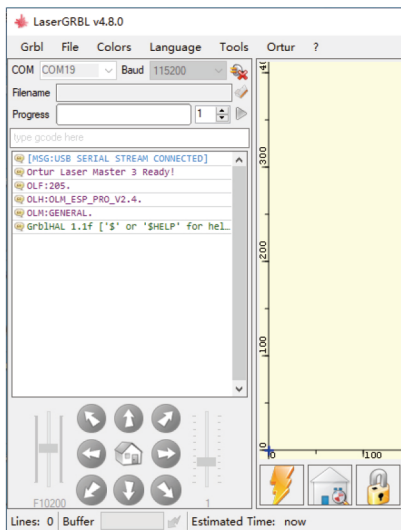 LaserGRBL v4.8.0
Grbl File Colors Language Tools Ortur ?
COM COM19 Baud 115200
Filename
Progress 1
type gcode here
[MSG:USB SERIAL STREAM CONNECTED]
Ortur Laser Master 3 Ready!
OLF:205.
OLH:OLM_ESP_PRO_V2.4.
OLM:GENERAL.
GrblHAL 1.1f ['$' or '$HELP' for hel…
300
200
100
0
0 100
F10200 1
Lines: 0 Buffer Estimated Time: now